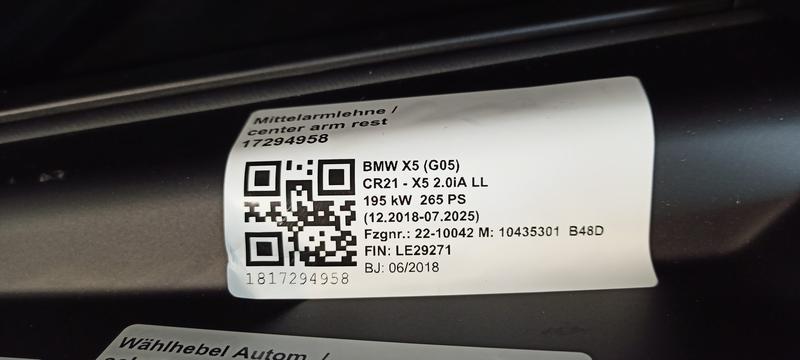 Mittelarmlehne /
center arm rest
17294958
BMW X5 (G05)
CR21 - X5 2.0iA LL
195 kW 265 PS
(12.2018-07.2025)
Fzgnr.: 22-10042 M: 10435301 B48D
FIN: LE29271
BJ: 06/2018
1817294958
Wählhebel Autom. /